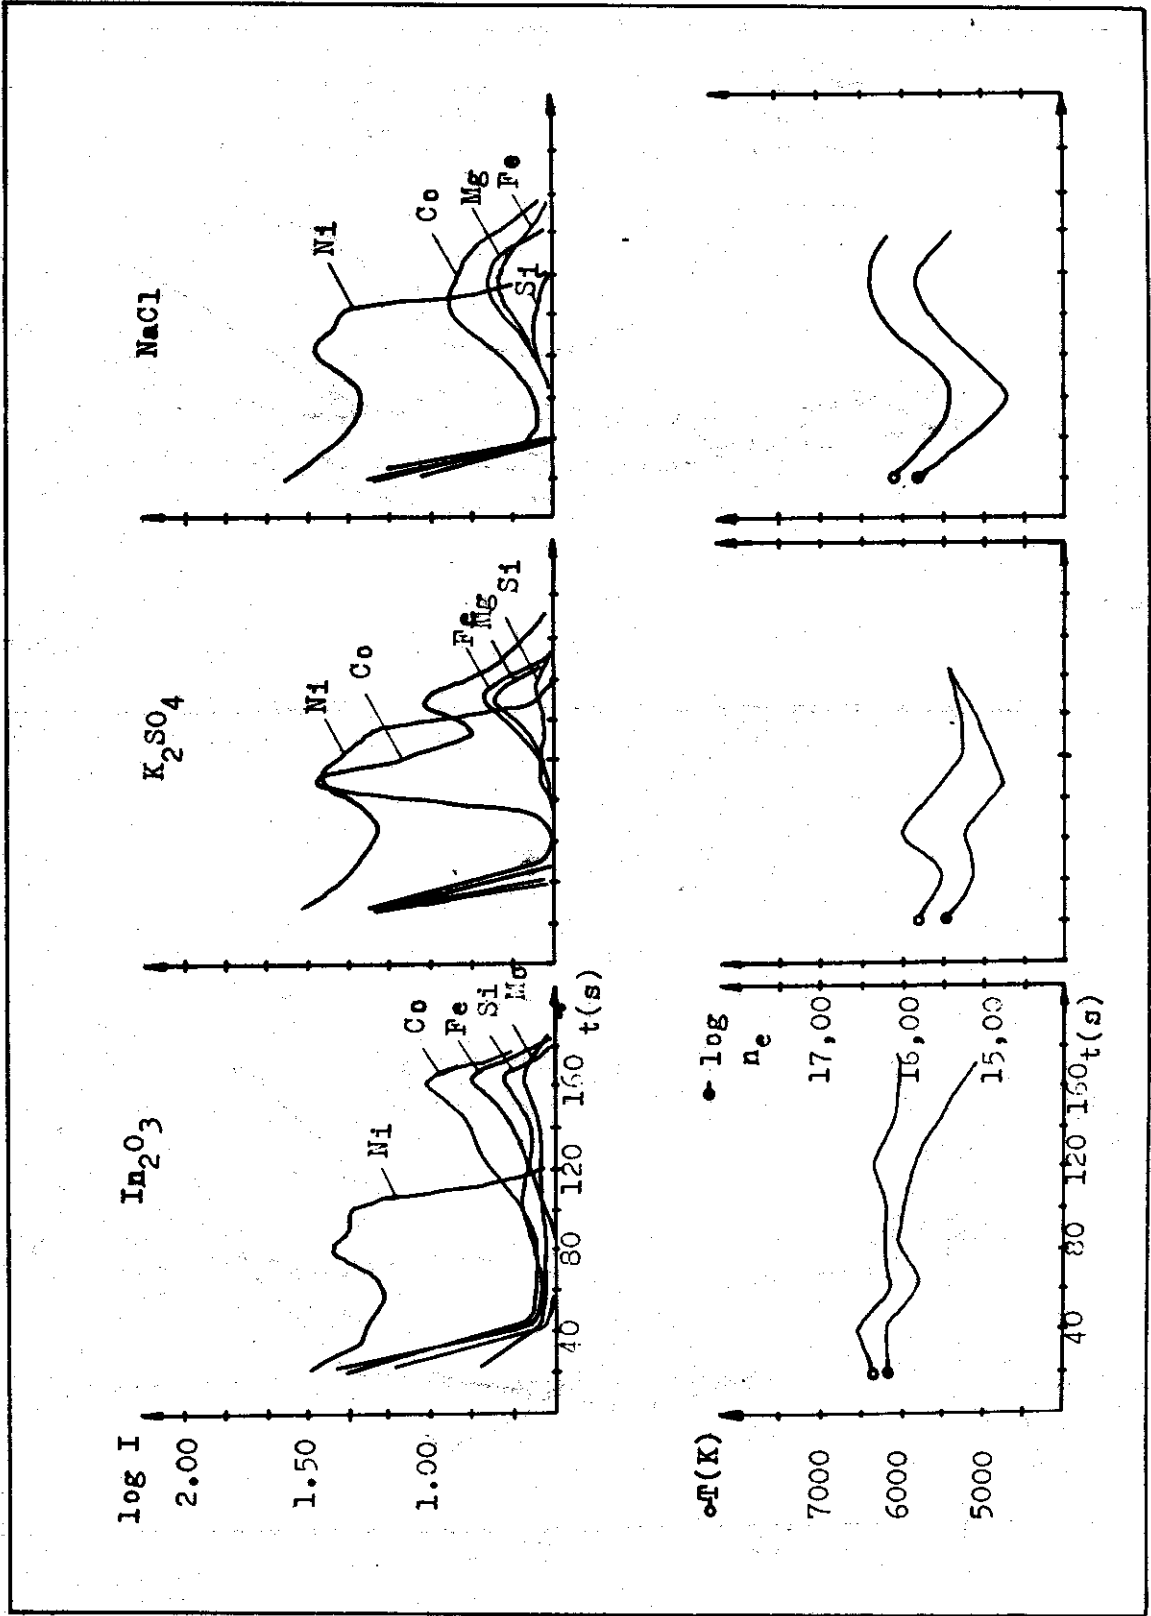 In₂O₃
K₂SO₄
NaCl
log I
2.00
1.50
1.00
Ni
Co
Fe
Si
40
80
120
160
t(s)
Ni
Co
Fe
Mg
Si
Ni
Co
Mg
Fe
Si
T(K)
7000
6000
5000
log
nₑ
17,00
16,00
15,00
40
80
120
160
t(s)